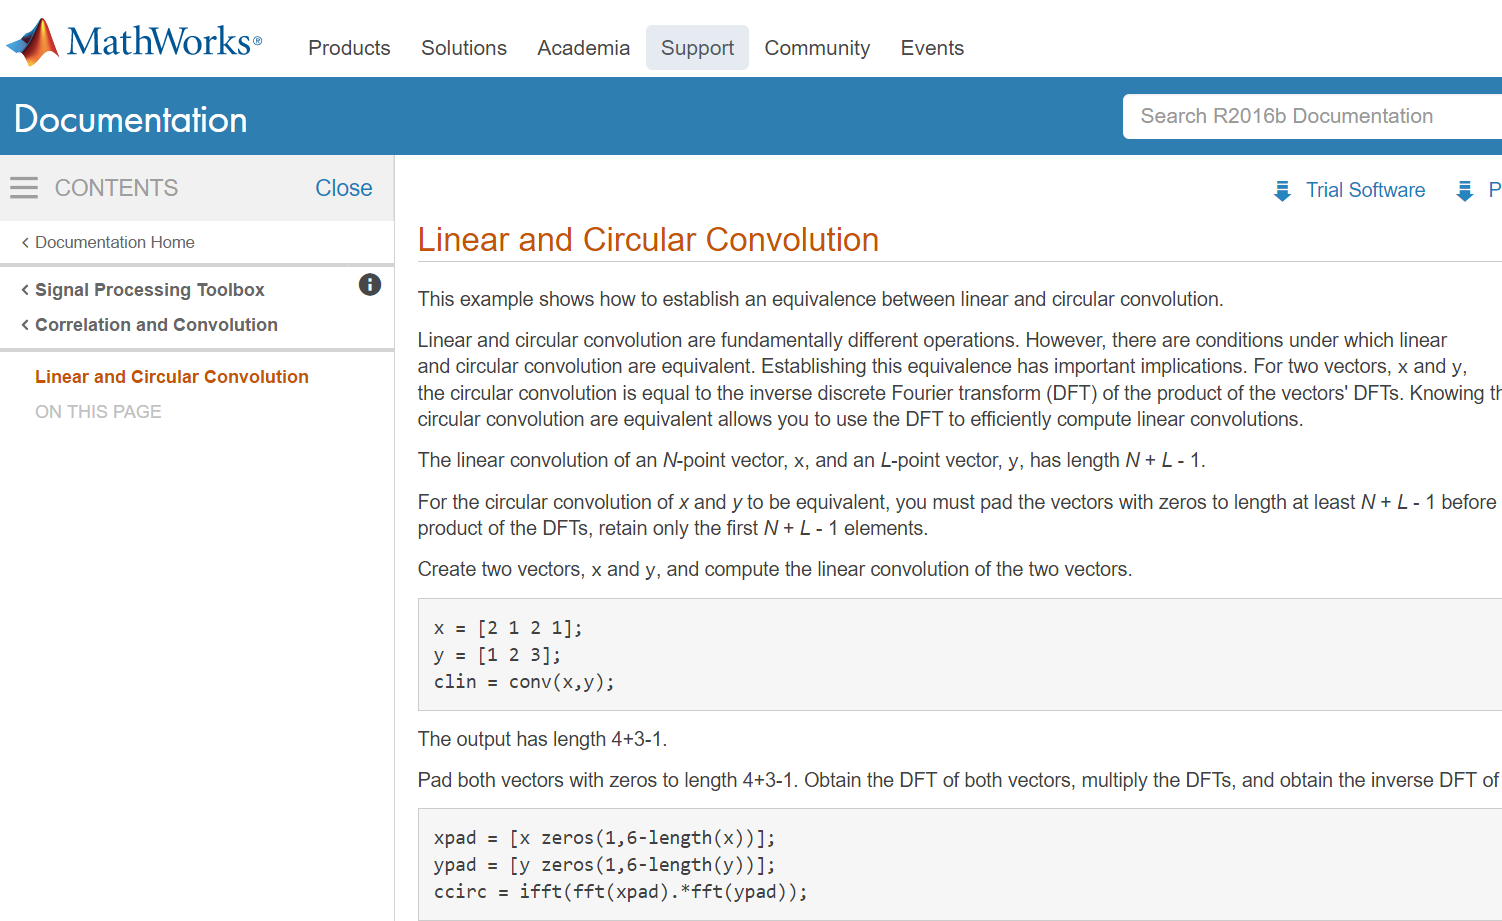 MathWorks®
Products Solutions Academia Support Community Events
Documentation
Search R2016b Documentation
CONTENTS Close
Trial Software P
‹ Documentation Home
‹ Signal Processing Toolbox
‹ Correlation and Convolution
Linear and Circular Convolution
ON THIS PAGE
Linear and Circular Convolution
This example shows how to establish an equivalence between linear and circular convolution.
Linear and circular convolution are fundamentally different operations. However, there are conditions under which linear
and circular convolution are equivalent. Establishing this equivalence has important implications. For two vectors, x and y,
the circular convolution is equal to the inverse discrete Fourier transform (DFT) of the product of the vectors' DFTs. Knowing th
circular convolution are equivalent allows you to use the DFT to efficiently compute linear convolutions.
The linear convolution of an N-point vector, x, and an L-point vector, y, has length N + L - 1.
For the circular convolution of x and y to be equivalent, you must pad the vectors with zeros to length at least N + L - 1 before
product of the DFTs, retain only the first N + L - 1 elements.
Create two vectors, x and y, and compute the linear convolution of the two vectors.
x = [2 1 2 1];
y = [1 2 3];
clin = conv(x,y);
The output has length 4+3-1.
Pad both vectors with zeros to length 4+3-1. Obtain the DFT of both vectors, multiply the DFTs, and obtain the inverse DFT of
xpad = [x zeros(1,6-length(x))];
ypad = [y zeros(1,6-length(y))];
ccirc = ifft(fft(xpad).*fft(ypad));